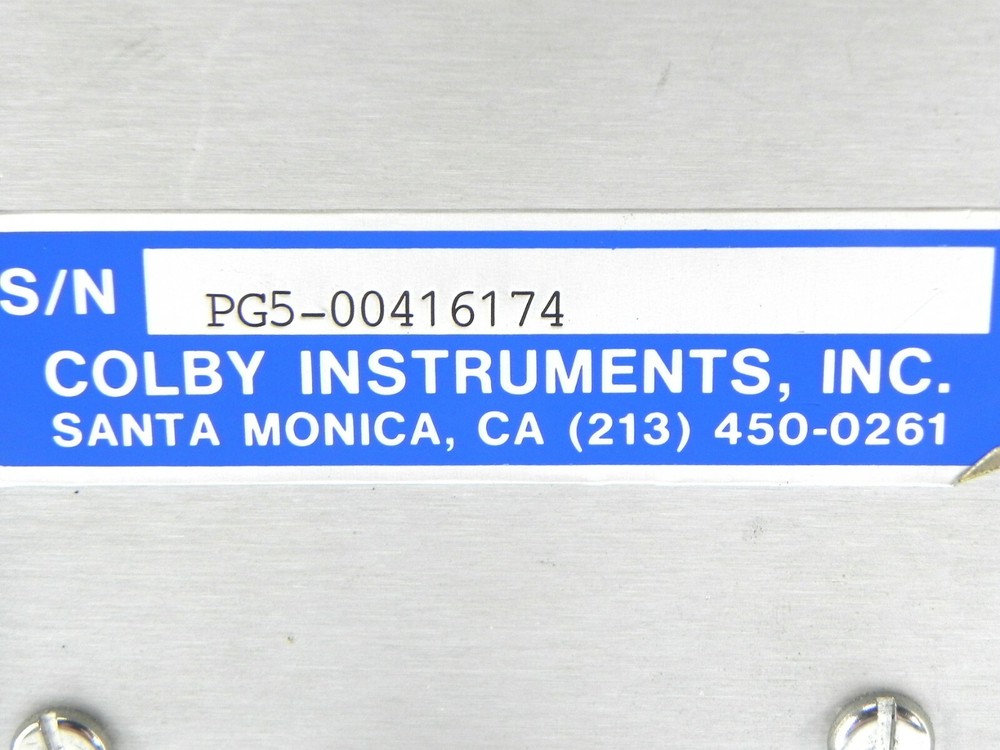 S/N PG5-00416174
COLBY INSTRUMENTS, INC.
SANTA MONICA, CA (213) 450-0261